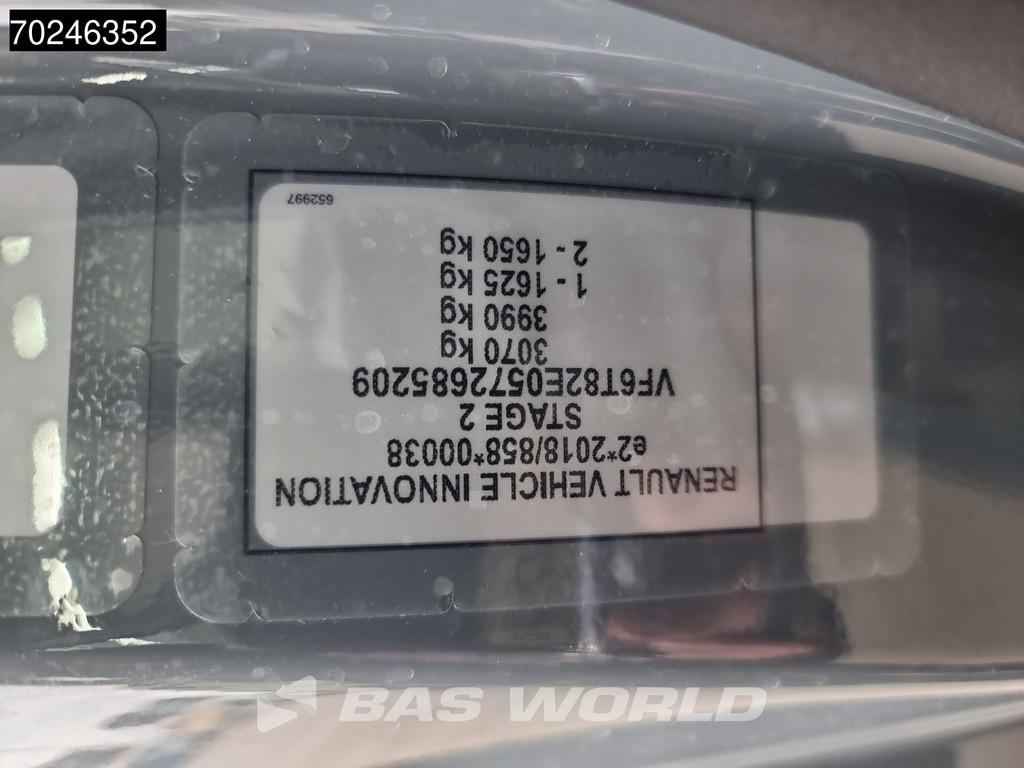 70246352
RENAULT VEHICLE INNOVATION
e2*2018/858*00038
STAGE 2
VF6T82E0572685209
3070 kg
3990 kg
1 - 1625 kg
2 - 1650 kg
652997
BAS WORLD